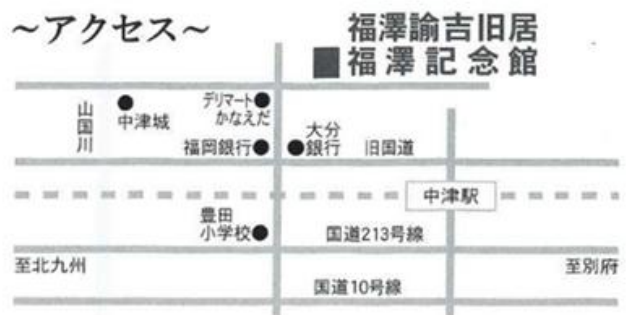 ～アクセス～
福澤諭吉旧居
■福澤記念館
山国川
中津城
デリマート
かなえだ
福岡銀行
大分
銀行
旧国道
中津駅
豊田
小学校
国道213号線
至北九州
至別府
国道10号線